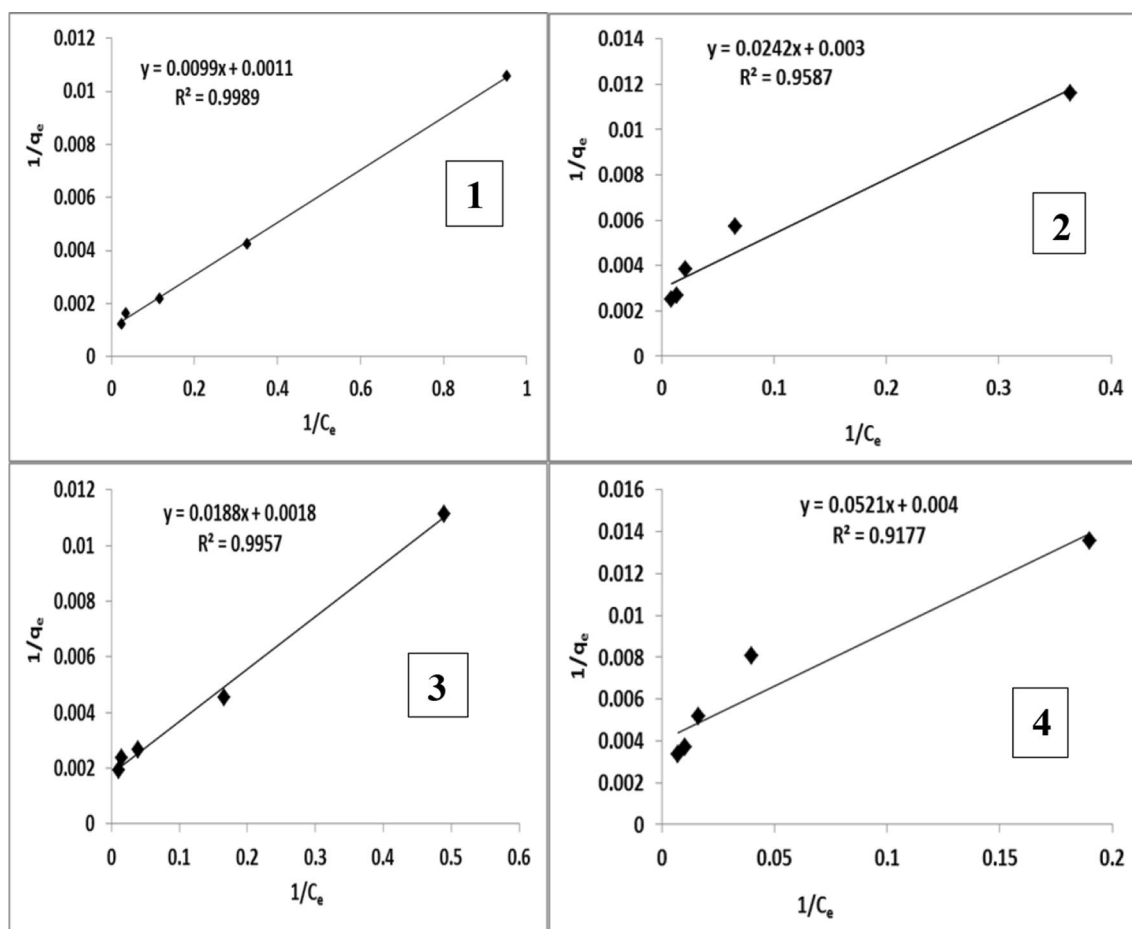 0.012
0.01
0.008
0.006
0.004
0.002
0
1/qₑ
y = 0.0099x + 0.0011
R² = 0.9989
1
0 0.2 0.4 0.6 0.8 1
1/Cₑ
0.014
0.012
0.01
0.008
0.006
0.004
0.002
0
1/qₑ
y = 0.0242x + 0.003
R² = 0.9587
2
0 0.1 0.2 0.3 0.4
1/Cₑ
0.012
0.01
0.008
0.006
0.004
0.002
0
1/qₑ
y = 0.0188x + 0.0018
R² = 0.9957
3
0 0.1 0.2 0.3 0.4 0.5 0.6
1/Cₑ
0.016
0.014
0.012
0.01
0.008
0.006
0.004
0.002
0
1/qₑ
y = 0.0521x + 0.004
R² = 0.9177
4
0 0.05 0.1 0.15 0.2
1/Cₑ